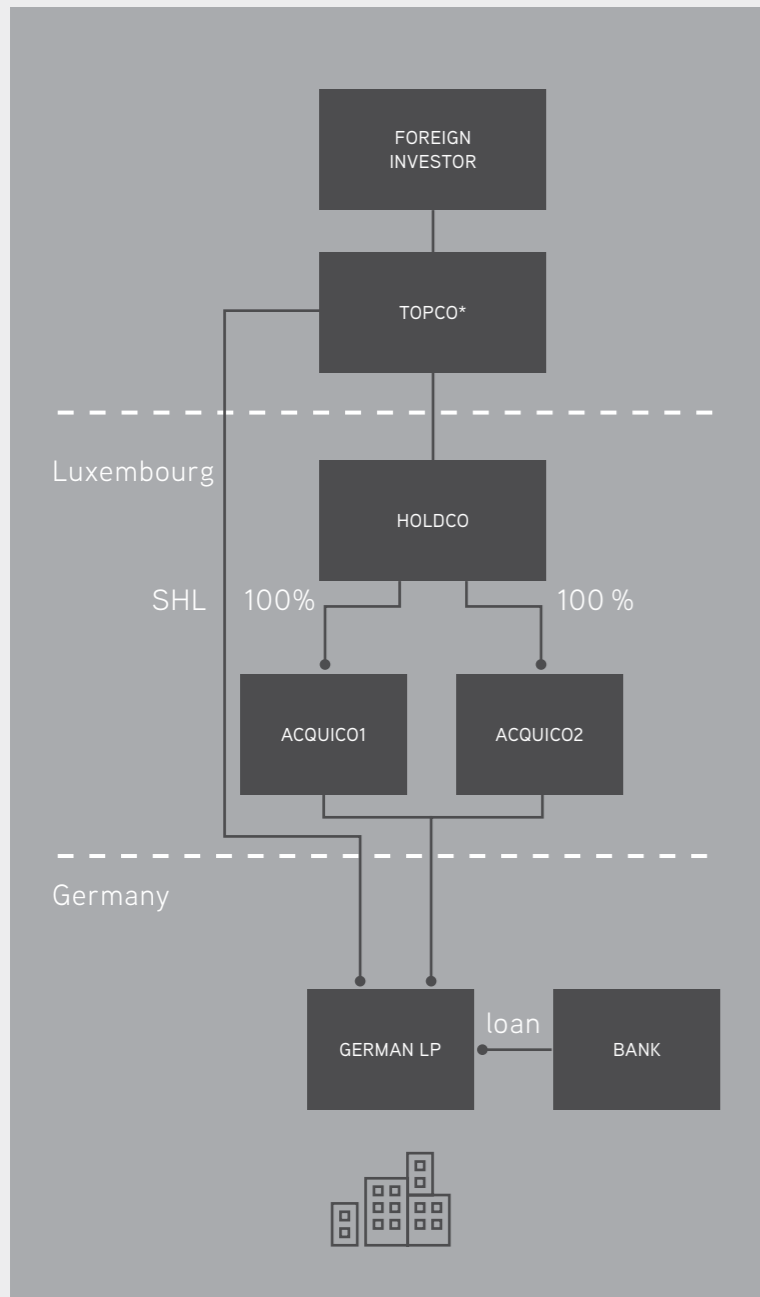 FOREIGN
INVESTOR
TOPCO*
Luxembourg
HOLDCO
SHL
100%
100 %
ACQUICO1
ACQUICO2
Germany
GERMAN LP
loan
BANK